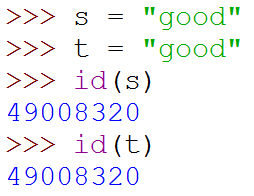 >>> s = "good"
>>> t = "good"
>>> id(s)
49008320
>>> id(t)
49008320